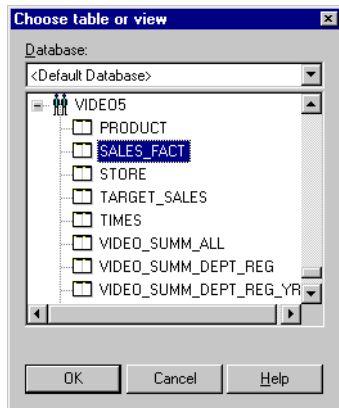 Choose table or view
Database:
<Default Database>
VIDEO5
PRODUCT
SALES_FACT
STORE
TARGET_SALES
TIMES
VIDEO_SUMM_ALL
VIDEO_SUMM_DEPT_REG
VIDEO_SUMM_DEPT_REG_YR
OK Cancel Help